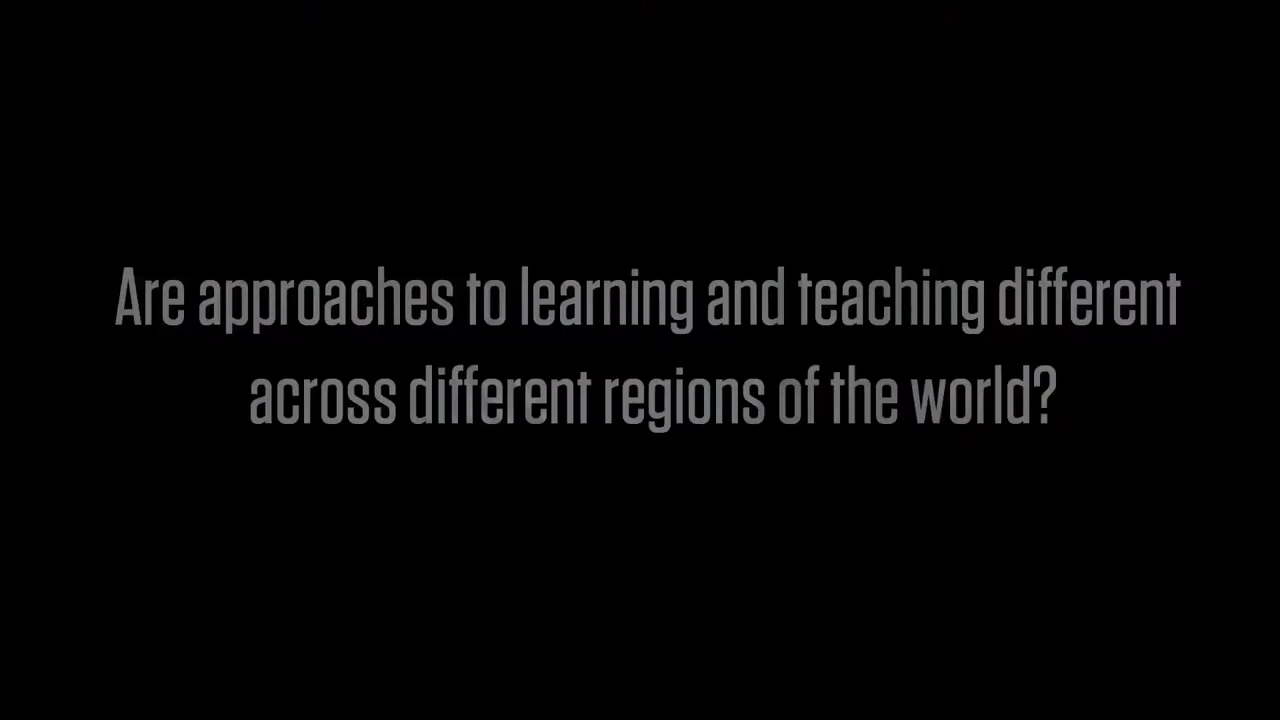 Are approaches to learning and teaching different
across different regions of the world?